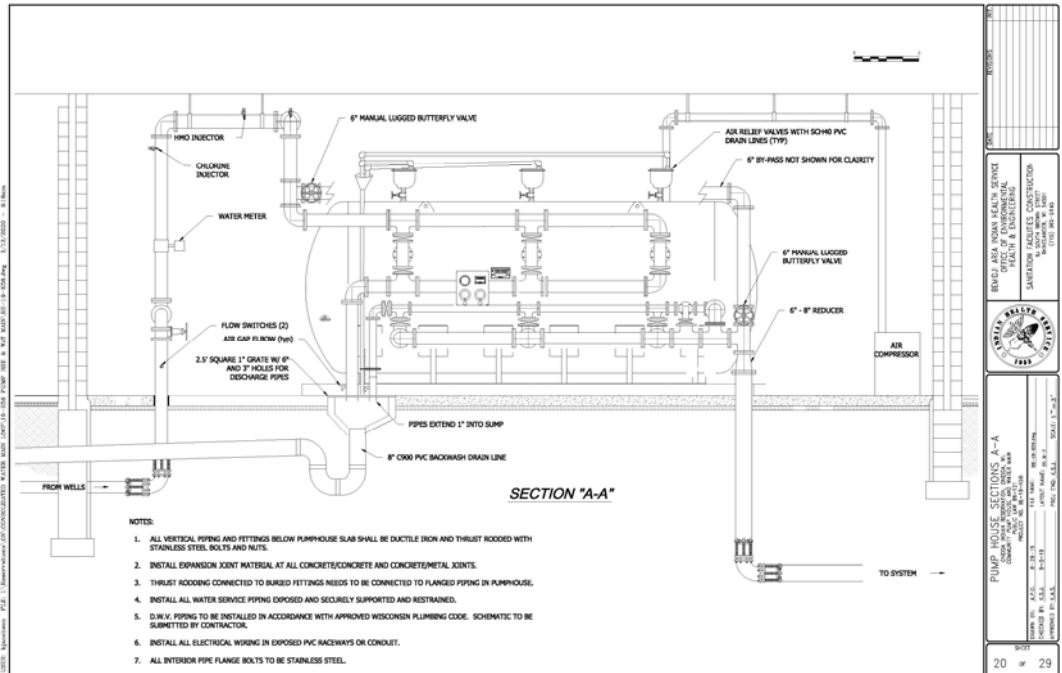 HMO INJECTOR
CHLORINE
INJECTOR
WATER METER
6" MANUAL LUGGED BUTTERFLY VALVE
AIR RELIEF VALVES WITH SCH40 PVC
DRAIN LINES (TYP)
6" BY-PASS NOT SHOWN FOR CLAIRITY
6" MANUAL LUGGED
BUTTERFLY VALVE
6" - 8" REDUCER
AIR
COMPRESSOR
FLOW SWITCHES (2)
AIR GAP ELBOW (typ)
2.5' SQUARE 1" GRATE W/ 6"
AND 3" HOLES FOR
DISCHARGE PIPES
PIPES EXTEND 1" INTO SUMP
8" C900 PVC BACKWASH DRAIN LINE
FROM WELLS
TO SYSTEM
SECTION "A-A"
NOTES:
1. ALL VERTICAL PIPING AND FITTINGS BELOW PUMPHOUSE SLAB SHALL BE DUCTILE IRON AND THRUST RODDED WITH
STAINLESS STEEL BOLTS AND NUTS.
2. INSTALL EXPANSION JOINT MATERIAL AT ALL CONCRETE/CONCRETE AND CONCRETE/METAL JOINTS.
3. THRUST RODDING CONNECTED TO BURIED FITTINGS NEEDS TO BE CONNECTED TO FLANGED PIPING IN PUMPHOUSE.
4. INSTALL ALL WATER SERVICE PIPING EXPOSED AND SECURELY SUPPORTED AND RESTRAINED.
5. D.W.V. PIPING TO BE INSTALLED IN ACCORDANCE WITH APPROVED WISCONSIN PLUMBING CODE. SCHEMATIC TO BE
SUBMITTED BY CONTRACTOR.
6. INSTALL ALL ELECTRICAL WIRING IN EXPOSED PVC RACEWAYS OR CONDUIT.
7. ALL INTERIOR PIPE FLANGE BOLTS TO BE STAINLESS STEEL.
REVISIONS
DATE
INT.
BEMIDJI AREA INDIAN HEALTH SERVICE
OFFICE OF ENVIRONMENTAL
HEALTH & ENGINEERING
SANITATION FACILITIES CONSTRUCTION
INDIAN HEALTH SERVICE
1955
PUMP HOUSE SECTIONS A-A
SHEET
20 OF 29